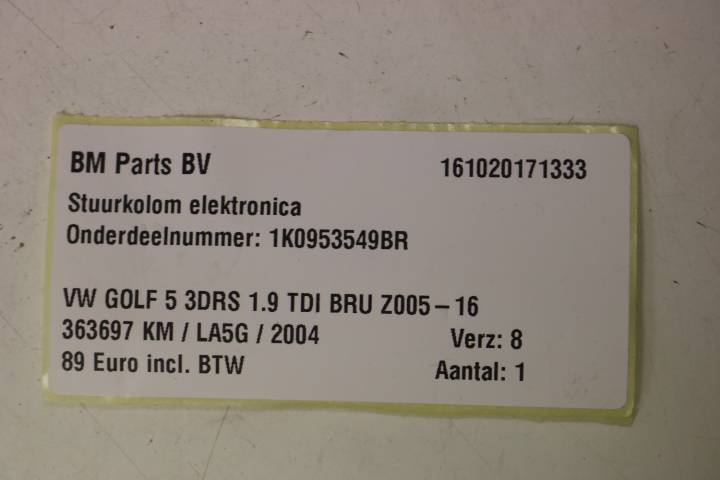 BM Parts BV 161020171333
Stuurkolom elektronica
Onderdeelnummer: 1K0953549BR
VW GOLF 5 3DRS 1.9 TDI BRU Z005-16
363697 KM / LA5G / 2004 Verz: 8
89 Euro incl. BTW Aantal: 1